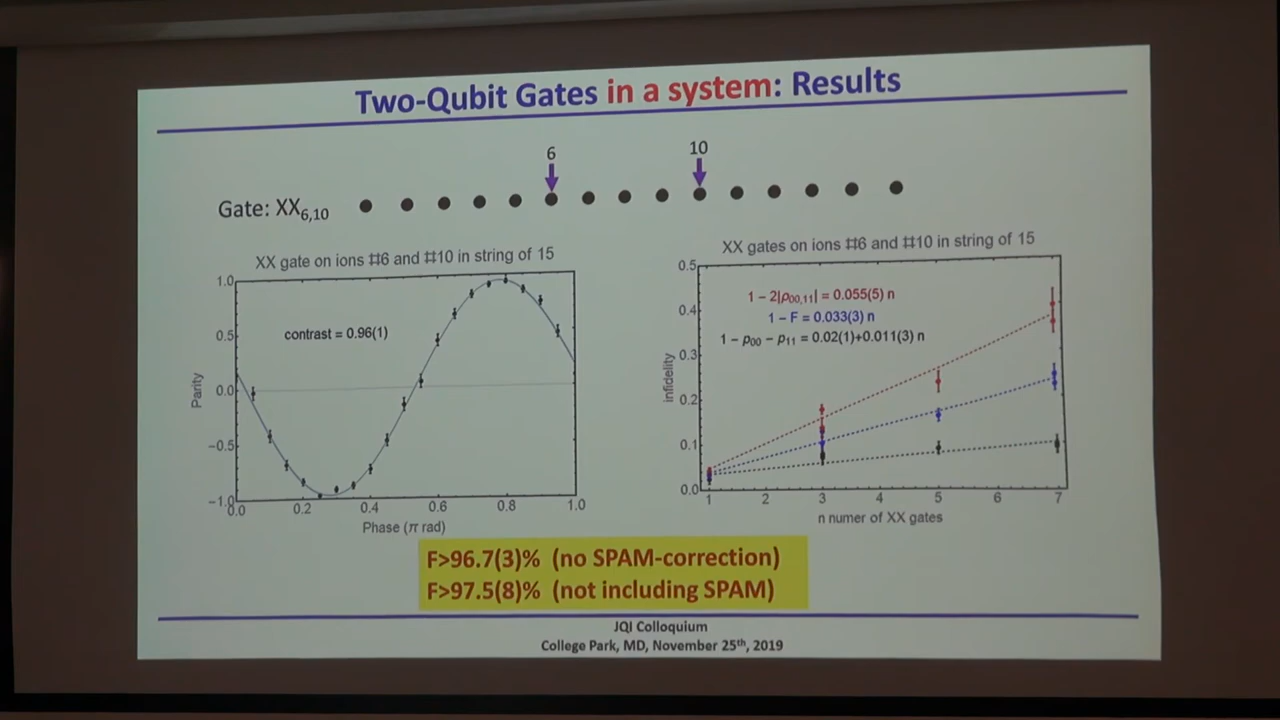 Two-Qubit Gates in a system: Results
6
10
Gate: XX6,10
XX gate on ions #6 and #10 in string of 15
1.0
0.5
0.0
−0.5
−1.0
contrast = 0.96(1)
Parity
0.0
0.2
0.4
0.6
0.8
1.0
Phase (π rad)
XX gates on ions #6 and #10 in string of 15
0.5
0.4
0.3
0.2
0.1
0.0
1 − 2|ρ00,11| = 0.055(5) n
1 − F = 0.033(3) n
1 − ρ00 − ρ11 = 0.02(1)+0.011(3) n
infidelity
1
2
3
4
5
6
7
n numer of XX gates
F>96.7(3)% (no SPAM-correction)
F>97.5(8)% (not including SPAM)
JQI Colloquium
College Park, MD, November 25th, 2019